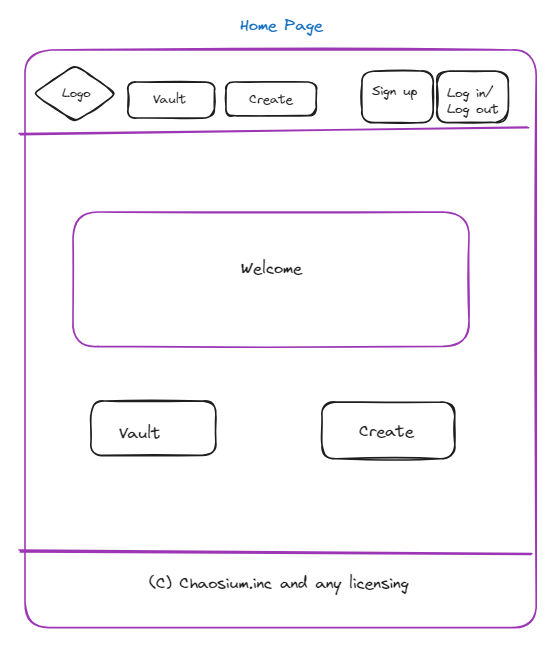 Home Page
Logo
Vault
Create
Sign up
Log in/
Log out
Welcome
Vault
Create
(C) Chaosium.inc and any licensing